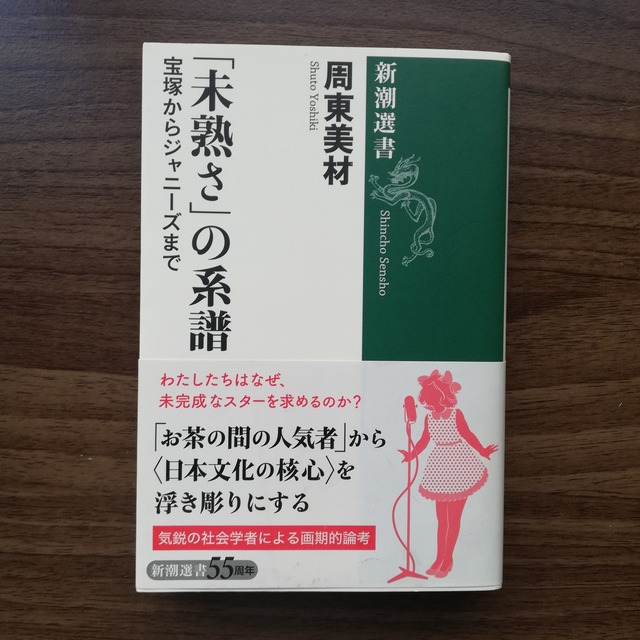 新潮選書
Shincho Sensho
周東美材
Shuto Yoshiki
「未熟さ」の系譜
宝塚からジャニーズまで
わたしたちはなぜ、
未完成なスターを求めるのか?
「お茶の間の人気者」から
〈日本文化の核心〉を
浮き彫りにする
気鋭の社会学者による画期的論考
新潮選書55周年